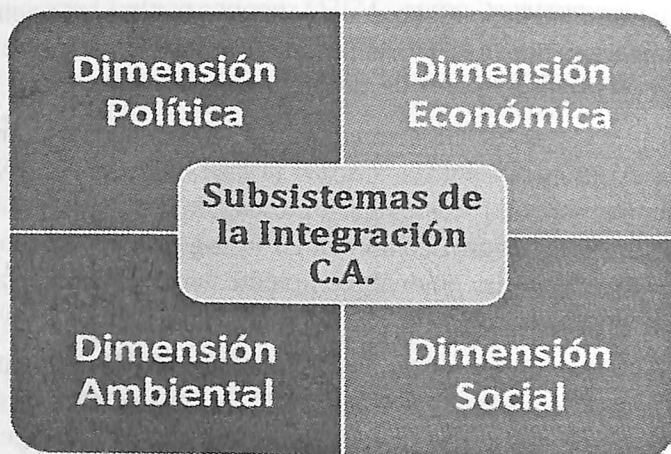 Dimensión
Política
Dimensión
Económica
Subsistemas de
la Integración
C.A.
Dimensión
Ambiental
Dimensión
Social